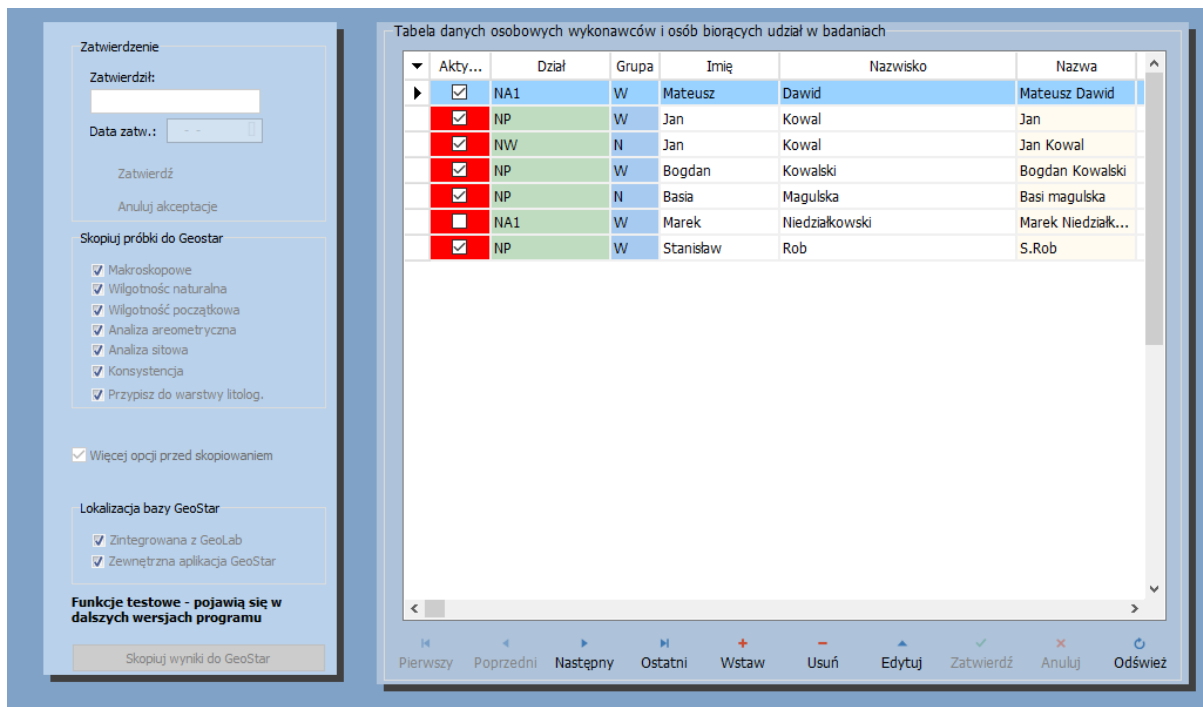 Zatwierdzenie
Zatwierdził:
Data zatw.: - -
Zatwierdź
Anuluj akceptacje
Skopiuj próbki do Geostar
Makroskopowe
Wilgotnośc naturalna
Wilgotność początkowa
Analiza areometryczna
Analiza sitowa
Konsystencja
Przypisz do warstwy litolog.
Więcej opcji przed skopiowaniem
Lokalizacja bazy GeoStar
Zintegrowana z GeoLab
Zewnętrzna aplikacja GeoStar
Funkcje testowe - pojawią się w
dalszych wersjach programu
Skopiuj wyniki do GeoStar
Tabela danych osobowych wykonawców i osób biorących udział w badaniach
Akty... Dział Grupa Imię Nazwisko Nazwa
NA1 W Mateusz Dawid Mateusz Dawid
NP W Jan Kowal Jan
NW N Jan Kowal Jan Kowal
NP W Bogdan Kowalski Bogdan Kowalski
NP N Basia Magulska Basi magulska
NA1 W Marek Niedziałkowski Marek Niedziałk...
NP W Stanisław Rob S.Rob
Pierwszy Poprzedni Następny Ostatni Wstaw Usuń Edytuj Zatwierdź Anuluj Odśwież